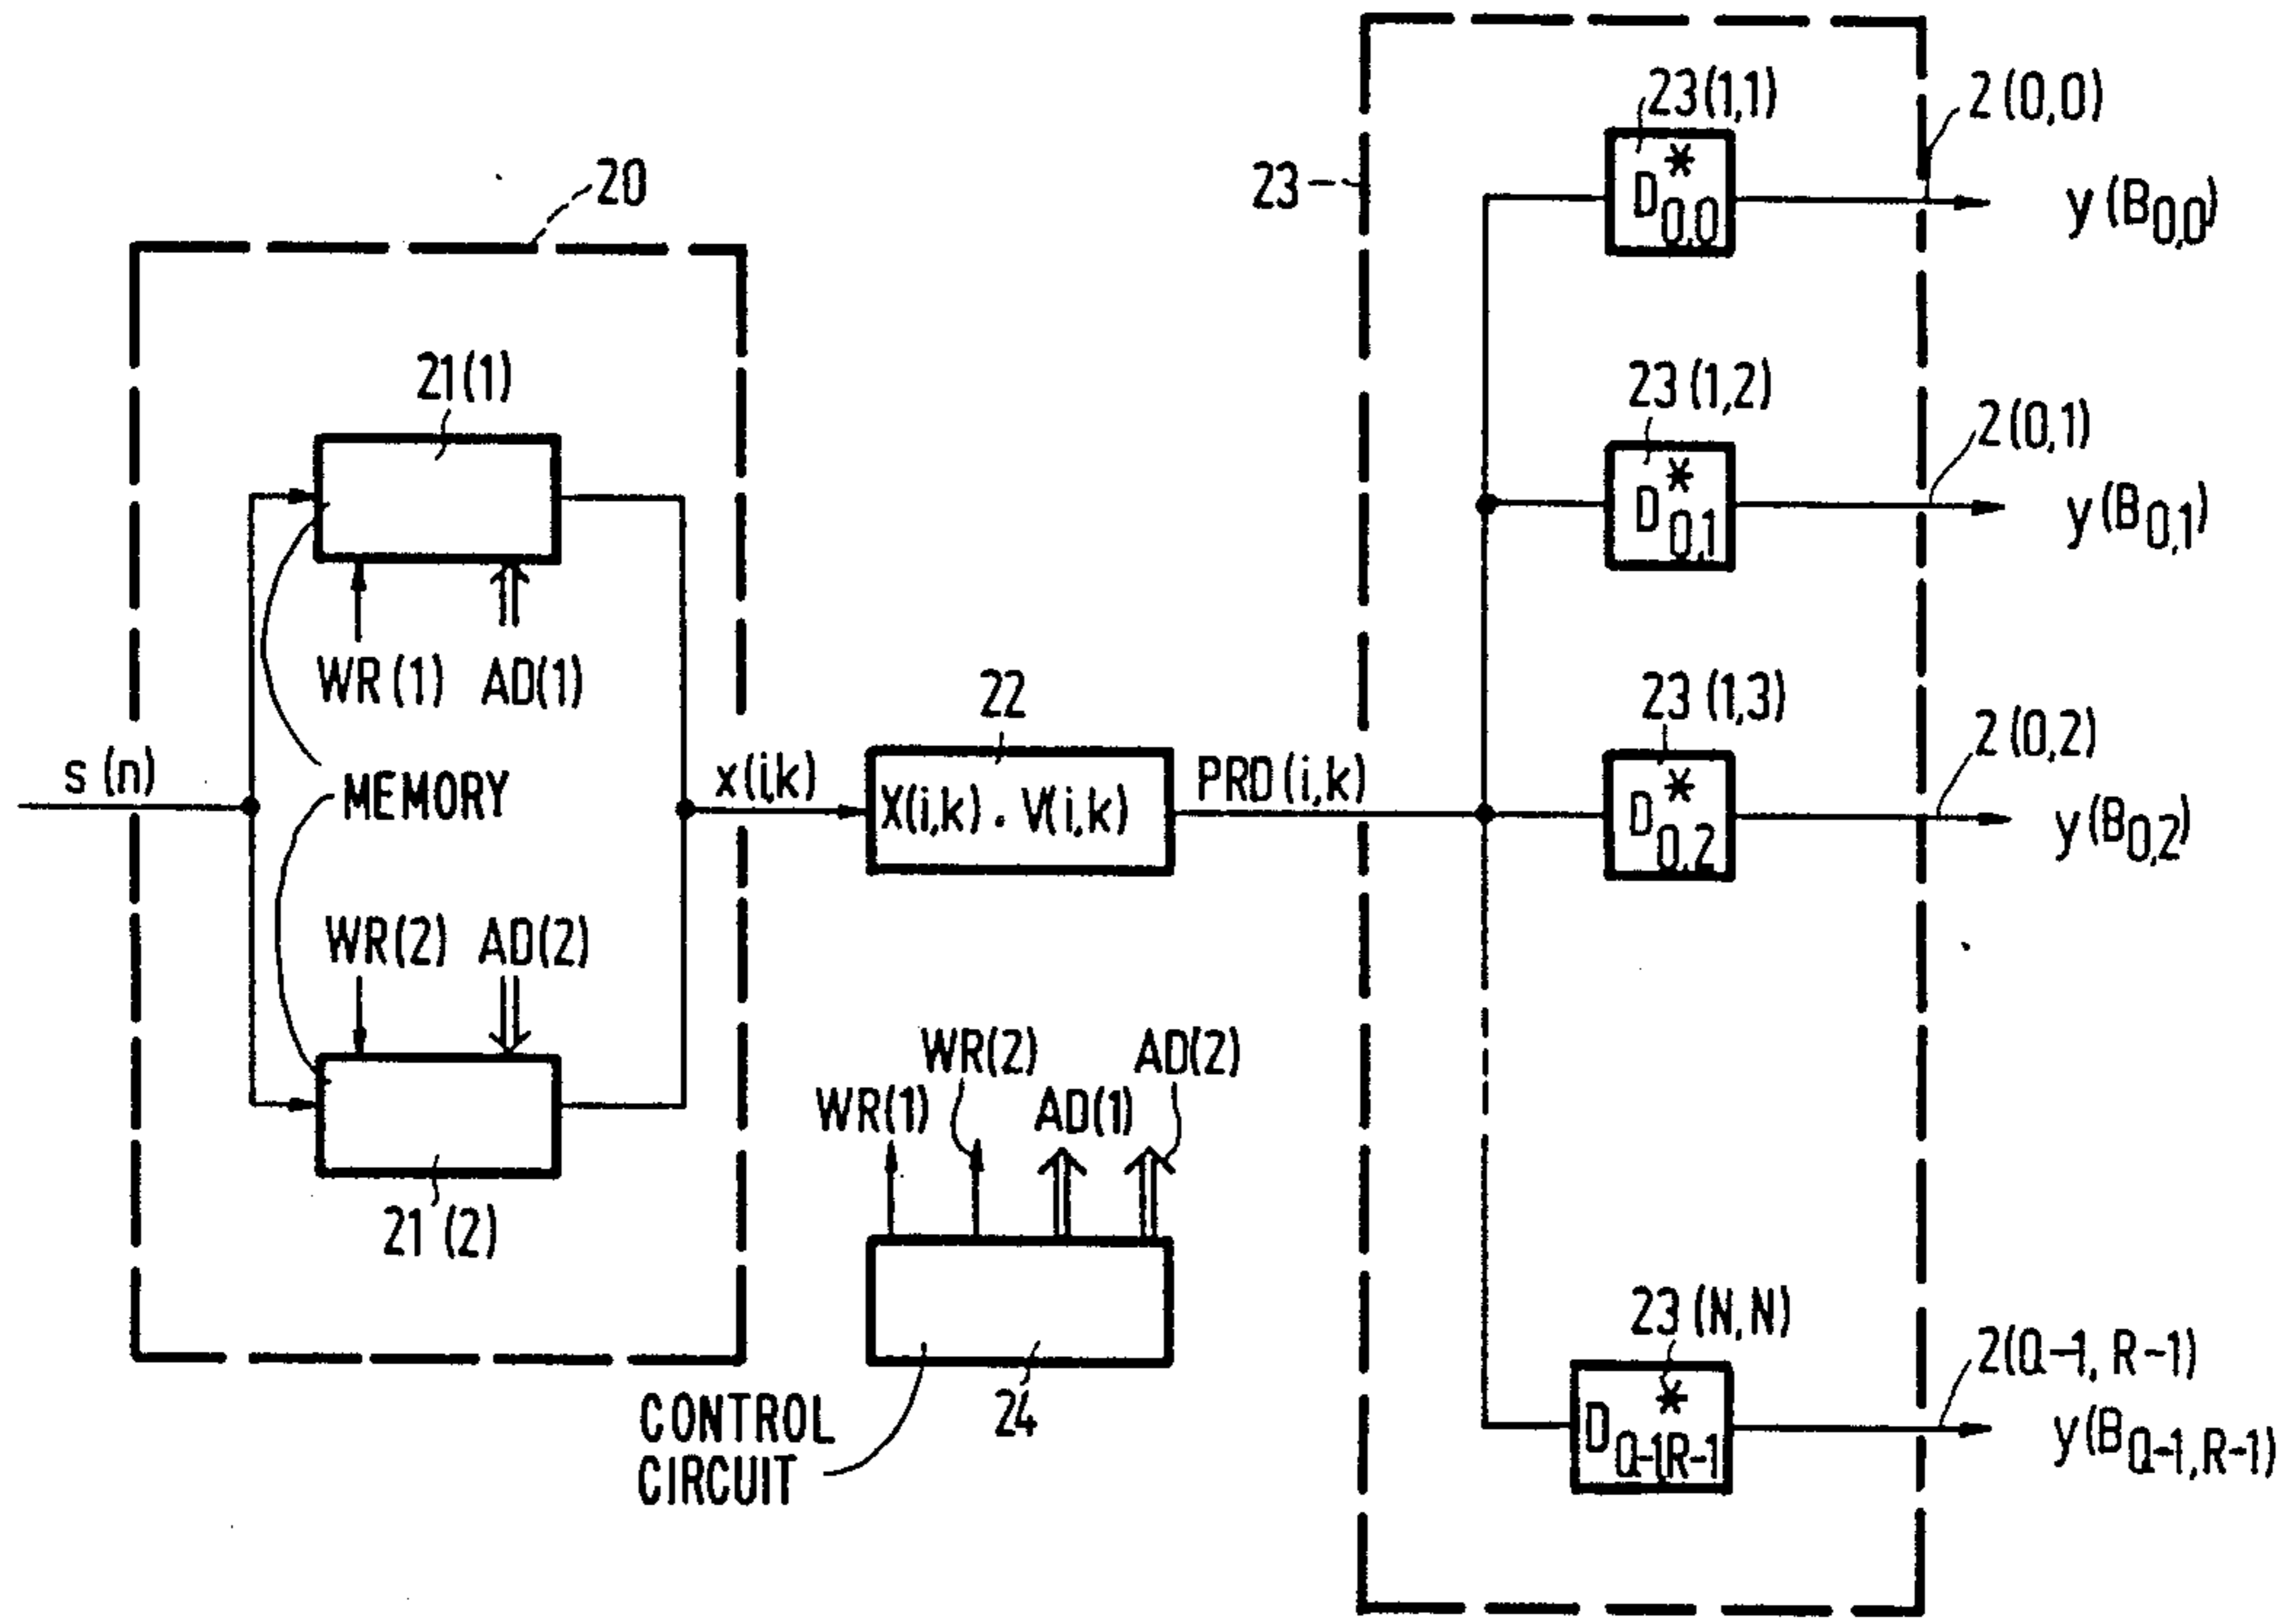 20
21(1)
WR(1) AD(1)
s(n)
MEMORY
x(i,k)
WR(2) AD(2)
21(2)
22
X(i,k) . V(i,k)
PRD(i,k)
WR(1)
WR(2)
AD(1)
AD(2)
CONTROL
CIRCUIT
24
23
23(1,1)
D*0,0
2(0,0)
y(B0,0)
23(1,2)
D*0,1
2(0,1)
y(B0,1)
23(1,3)
D*0,2
2(0,2)
y(B0,2)
23(N,N)
D*Q-1R-1
2(Q-1,R-1)
y(BQ-1,R-1)